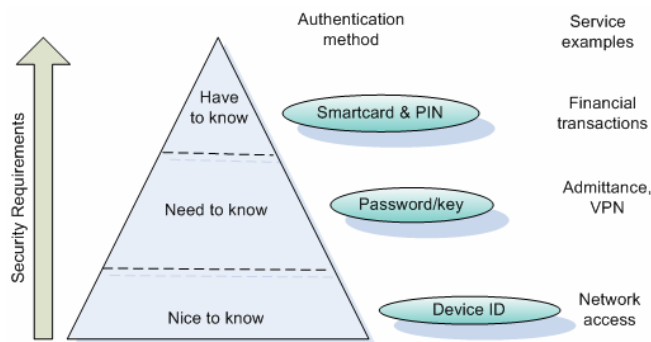 Authentication
method
Service
examples
Security Requirements
Have
to know
Smartcard & PIN
Financial
transactions
Need to know
Password/key
Admittance,
VPN
Nice to know
Device ID
Network
access